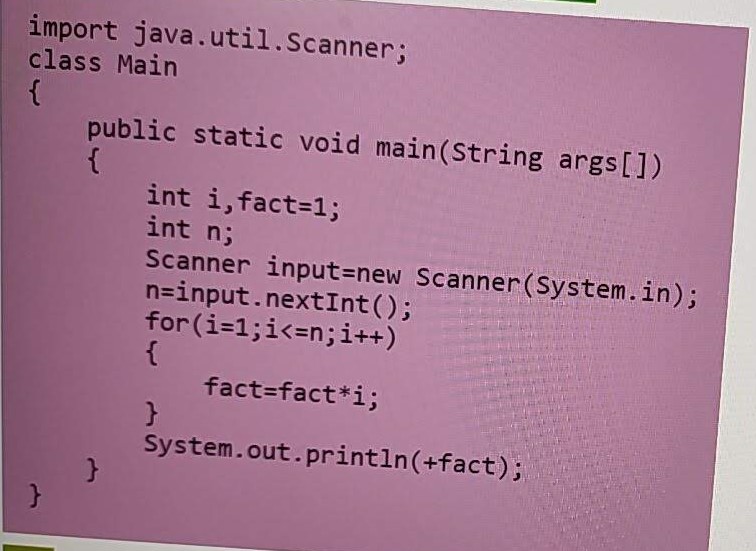 import java.util.Scanner;
class Main
{
public static void main(String args[])
{
int i,fact=1;
int n;
Scanner input=new Scanner(System.in);
n=input.nextInt();
for(i=1;i<=n;i++)
{
fact=fact*i;
}
System.out.println(+fact);
}
}